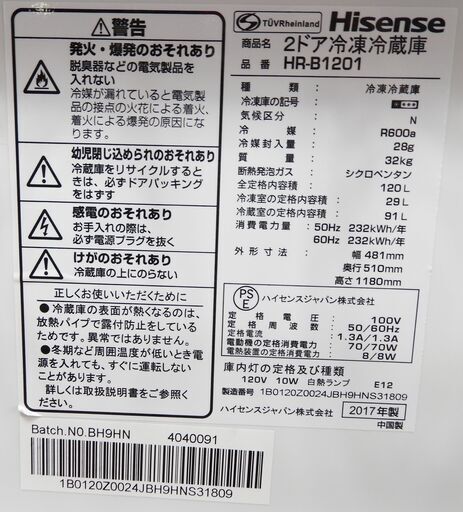 警告
発火・爆発のおそれあり
脱臭器などの電気製品を
入れない
冷媒が漏れていると電気製
品の接点の火花による着火、
着火による爆発の原因にな
ります。
幼児閉じ込められのおそれあり
冷蔵庫をリサイクルすると
きは、必ずドアパッキング
をはずす
感電のおそれあり
お手入れの際は、
必ず電源プラグを抜く
けがのおそれあり
冷蔵庫の上にのらない
正しくお使いいただくために
●冷蔵庫の表面が熱くなるのは、
放熱パイプで露付防止をしている
ためです。異常ではありません。
●冬期など周囲温度が低いとき電
源を入れても、すぐに運転しない
ことがあります。
詳しくは取扱説明書をごらんください。
Batch.N0.BH9HN 4040091
1B0120Z0024JBH9HNS31809
TÜVRheinland
Hisense
商品名 2ドア冷凍冷蔵庫
品番 HR-B1201
種類: 冷凍冷蔵庫
冷凍庫の記号:
気候区分: N
冷媒: R600a
冷媒封入量: 28g
質量: 32kg
断熱発泡ガス: シクロペンタン
全定格内容積: 120L
冷凍室の定格内容積: 29L
冷蔵室の定格内容積: 91L
消費電力量: 50Hz 232kWh/年
60Hz 232kWh/年
外形寸法: 幅 481mm
奥行 510mm
高さ 1180mm
PSE ハイセンスジャパン株式会社
定格電圧: 100V
定格周波数: 50/60Hz
定格電流: 1.3A/1.3A
電動機の定格消費電力: 70/70W
電熱装置の定格消費電力: 8/8W
庫内灯の定格及び種類
120V 10W 白熱ランプ E12
製造番号: 1B0120Z0024JBH9HNS31809
ハイセンスジャパン株式会社
2017年製
中国製